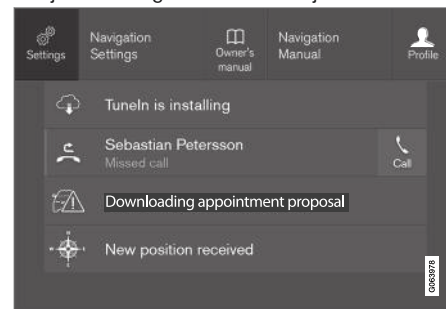 Settings
Navigation
Settings
Owner's
manual
Navigation
Manual
Profile
TuneIn is installing
Sebastian Petersson
Missed call
Call
Downloading appointment proposal
New position received
G063978